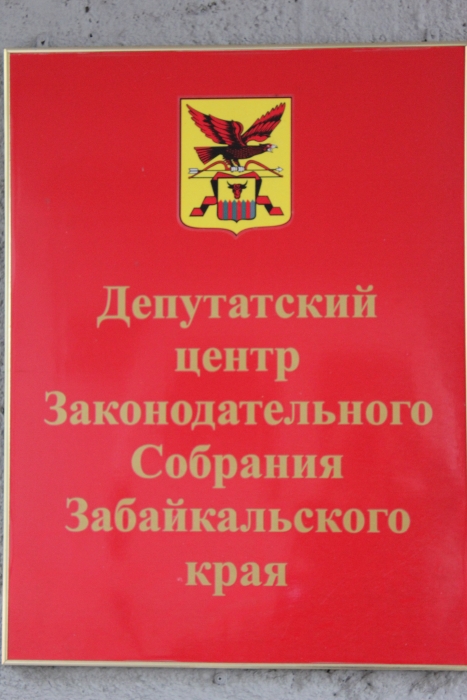 Депутатский
центр
Законодательного
Собрания
Забайкальского
края